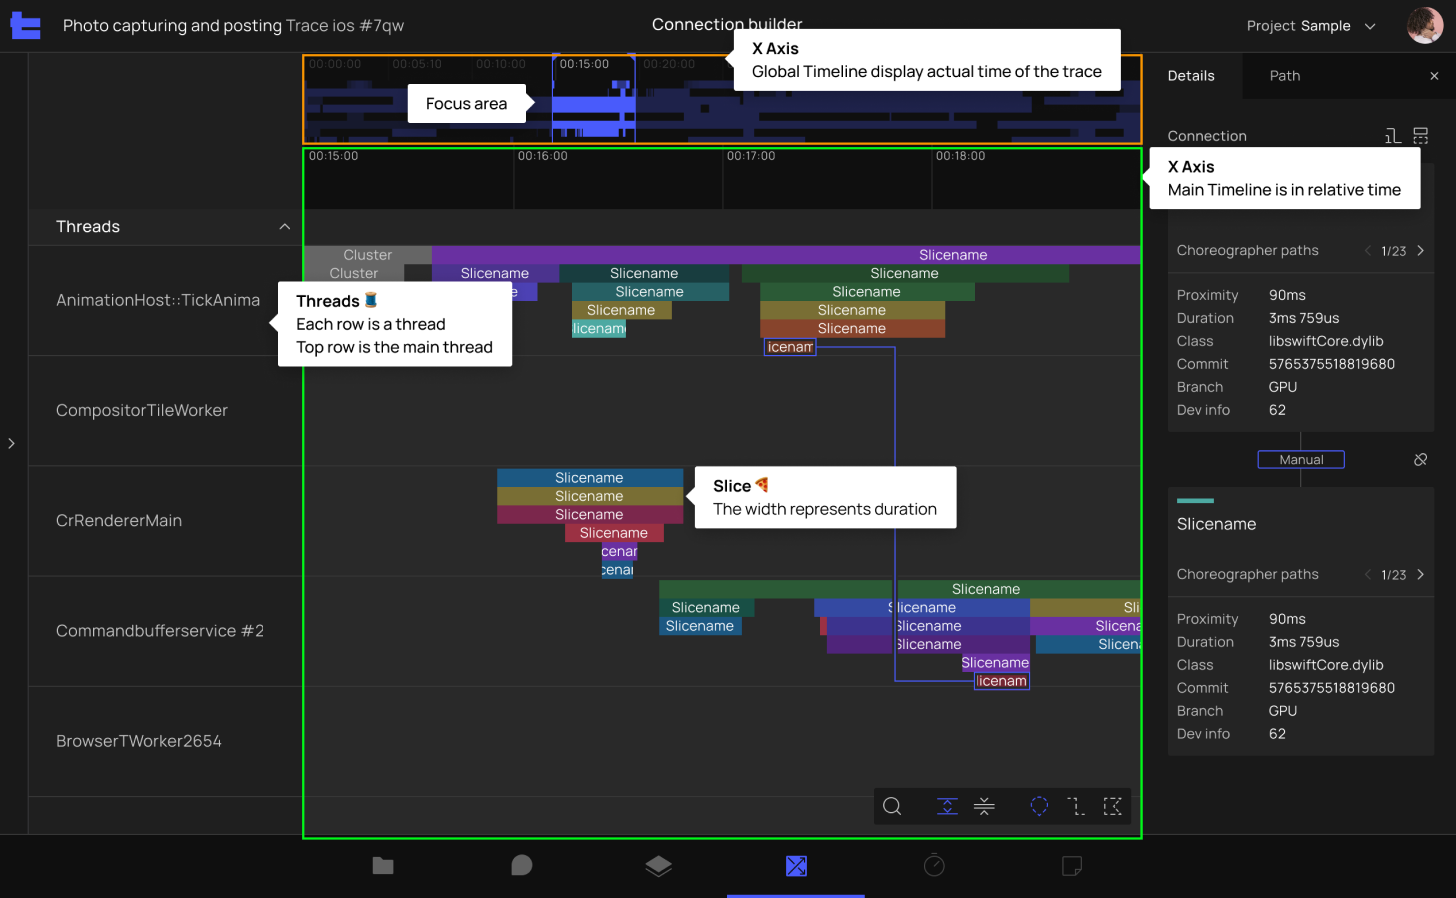 Photo capturing and posting Trace ios #7qw
Connection builder
Project Sample
X Axis
Global Timeline display actual time of the trace
00:00:00 00:05:10 00:10:00 00:15:00 00:20:00
Focus area
Details Path
Connection
00:15:00 00:16:00 00:17:00 00:18:00
X Axis
Main Timeline is in relative time
Threads
Cluster Slicename
Cluster Slicename Slicename Slicename
e Slicename Slicename
Slicename Slicename
licenam Slicename
icenam
AnimationHost::TickAnima
Threads 🧵
Each row is a thread
Top row is the main thread
CompositorTileWorker
CrRendererMain
Slicename
Slicename
Slicename
Slicename
cenar
cenai
Slice 🍕
The width represents duration
Commandbufferservice #2
Slicename
Slicename Slicename Sli
Slicename Slicename Slicena
Slicename Slicen
Slicename
licenam
BrowserTWorker2654
Choreographer paths 1/23
Proximity 90ms
Duration 3ms 759us
Class libswiftCore.dylib
Commit 5765375518819680
Branch GPU
Dev info 62
Manual
Slicename
Choreographer paths 1/23
Proximity 90ms
Duration 3ms 759us
Class libswiftCore.dylib
Commit 5765375518819680
Branch GPU
Dev info 62